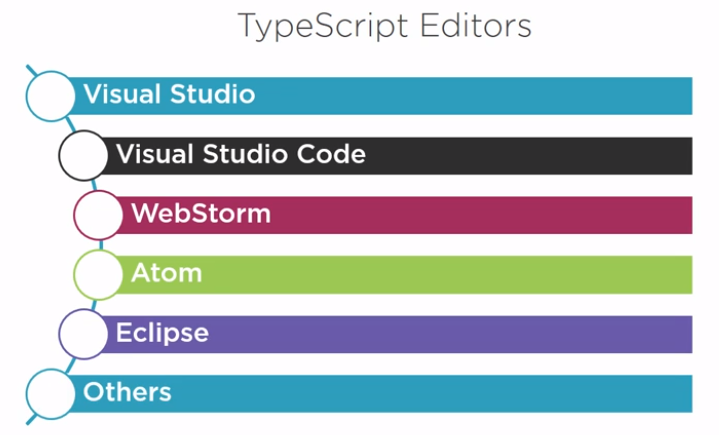 TypeScript Editors
Visual Studio
Visual Studio Code
WebStorm
Atom
Eclipse
Others